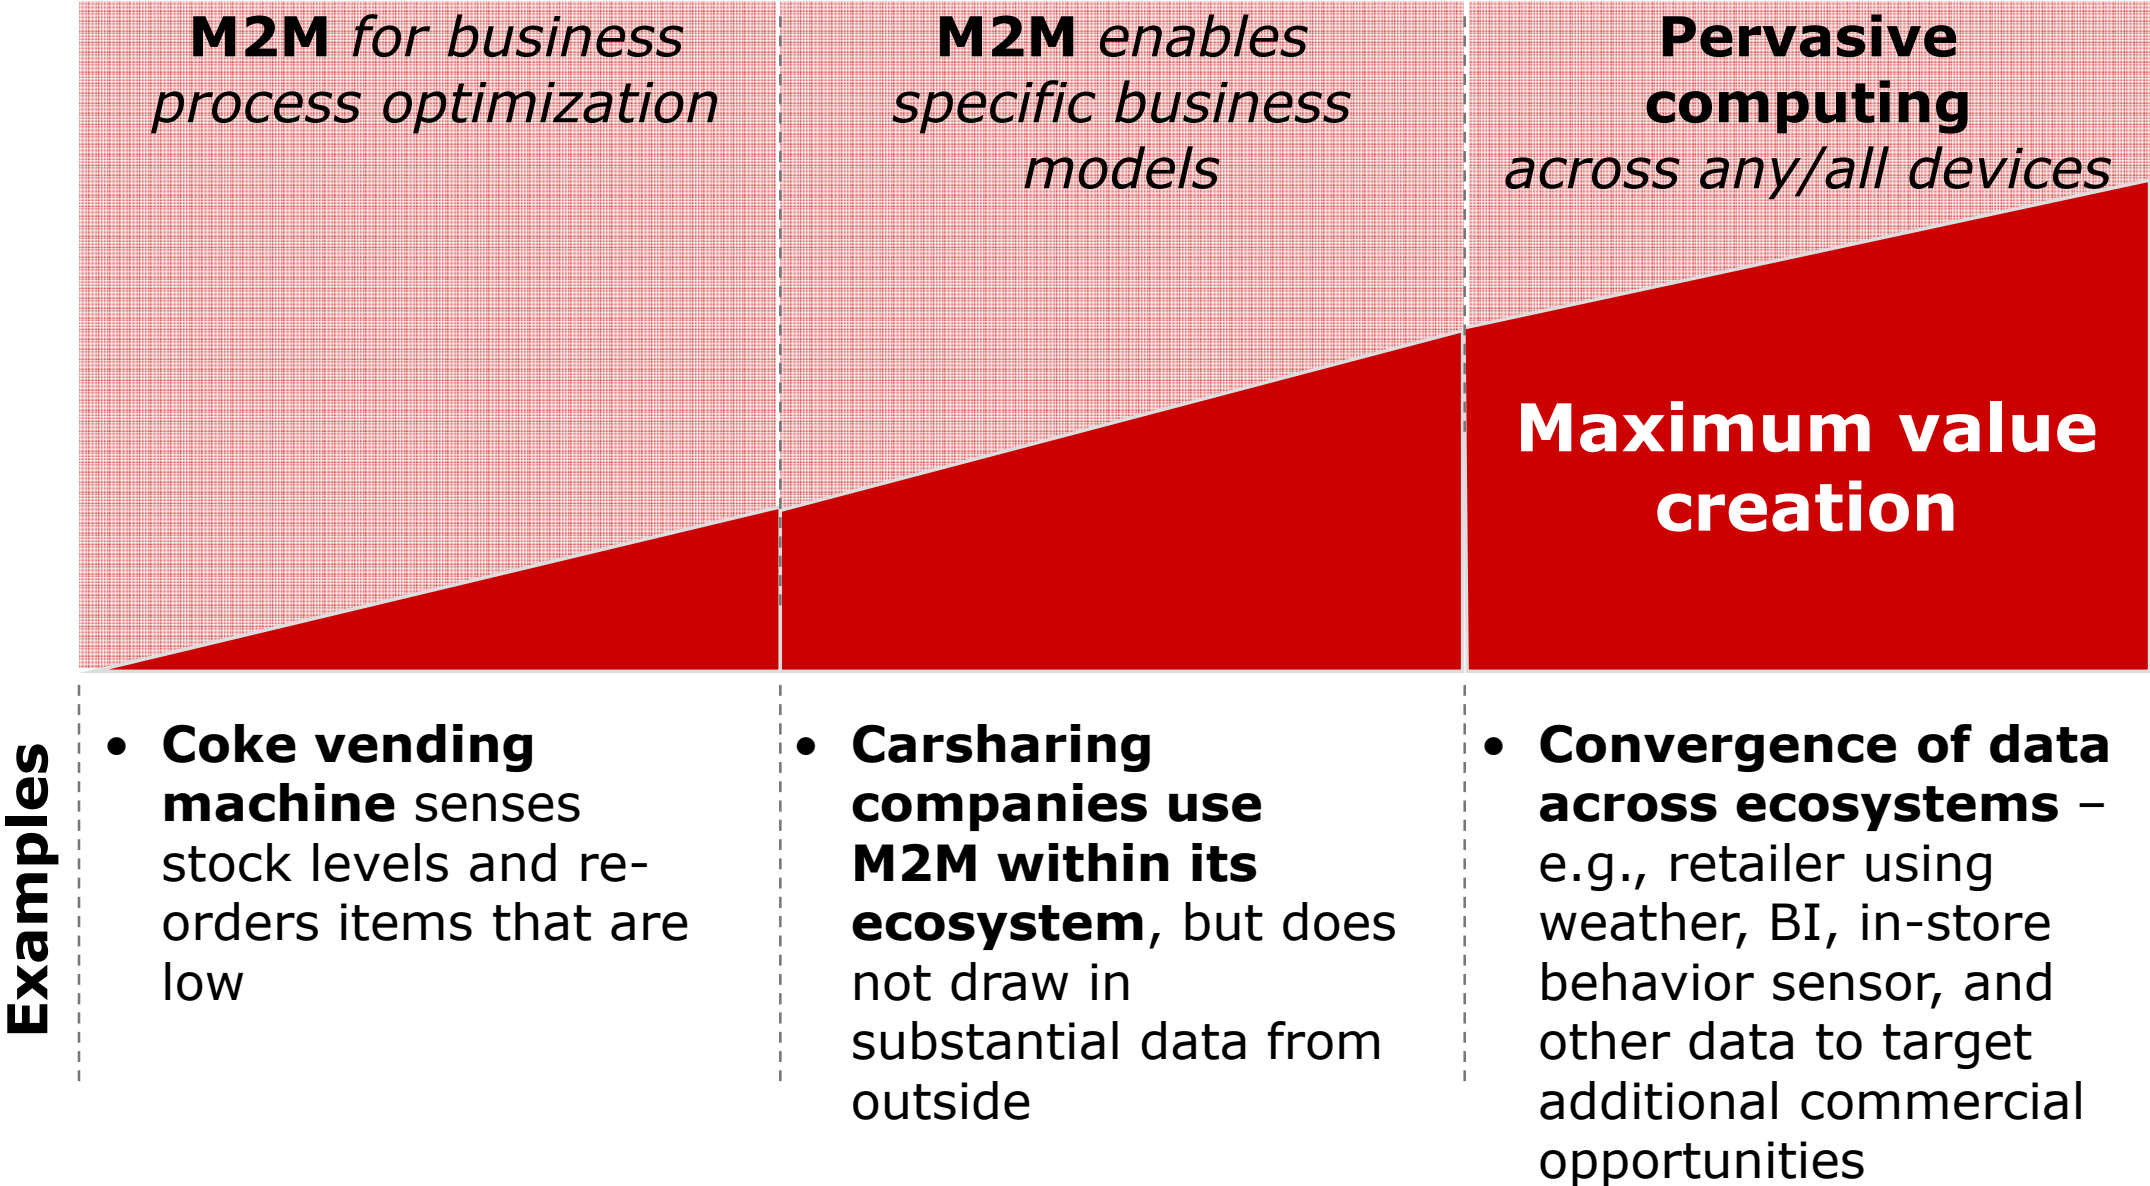 M2M for business
process optimization
M2M enables
specific business
models
Pervasive
computing
across any/all devices
Maximum value
creation
Examples
• Coke vending
machine senses
stock levels and re-
orders items that are
low
• Carsharing
companies use
M2M within its
ecosystem, but does
not draw in
substantial data from
outside
• Convergence of data
across ecosystems –
e.g., retailer using
weather, BI, in-store
behavior sensor, and
other data to target
additional commercial
opportunities